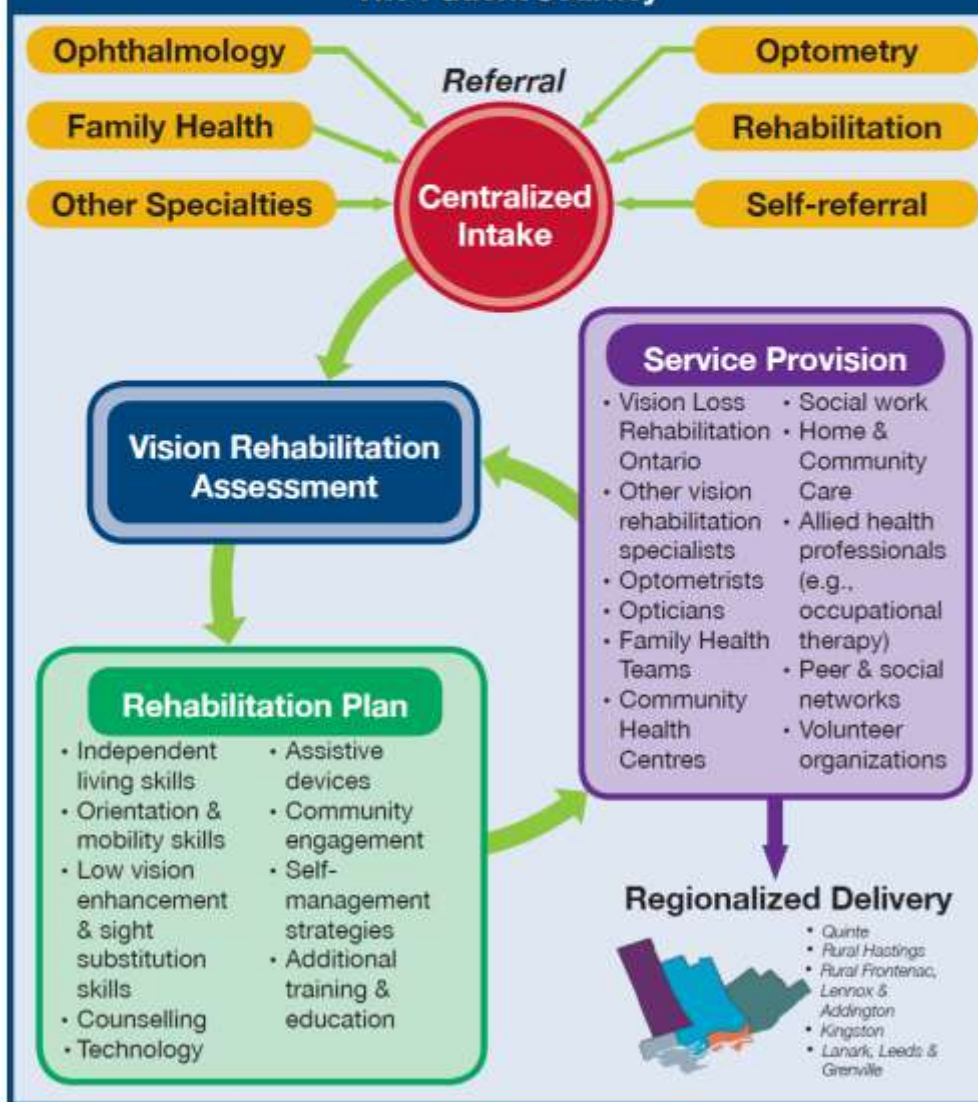 Ophthalmology
Family Health
Other Specialties
Referral
Centralized
Intake
Optometry
Rehabilitation
Self-referral
Vision Rehabilitation
Assessment
Service Provision
• Vision Loss
Rehabilitation
Ontario
• Other vision
rehabilitation
specialists
• Optometrists
• Opticians
• Family Health
Teams
• Community
Health
Centres
• Social work
• Home &
Community
Care
• Allied health
professionals
(e.g.,
occupational
therapy)
• Peer & social
networks
• Volunteer
organizations
Rehabilitation Plan
• Independent
living skills
• Orientation &
mobility skills
• Low vision
enhancement
& sight
substitution
skills
• Counselling
• Technology
• Assistive
devices
• Community
engagement
• Self-
management
strategies
• Additional
training &
education
Regionalized Delivery
• Quinte
• Rural Hastings
• Rural Frontenac,
Lennox &
Addington
• Kingston
• Lanark, Leeds &
Grenville